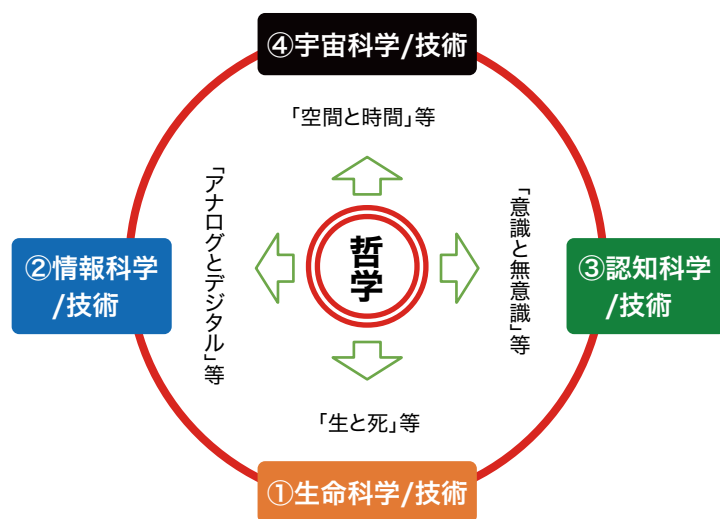 ④宇宙科学/技術
「空間と時間」等
「アナログとデジタル」等
「意識と無意識」等
哲学
②情報科学
/技術
③認知科学
/技術
「生と死」等
①生命科学/技術